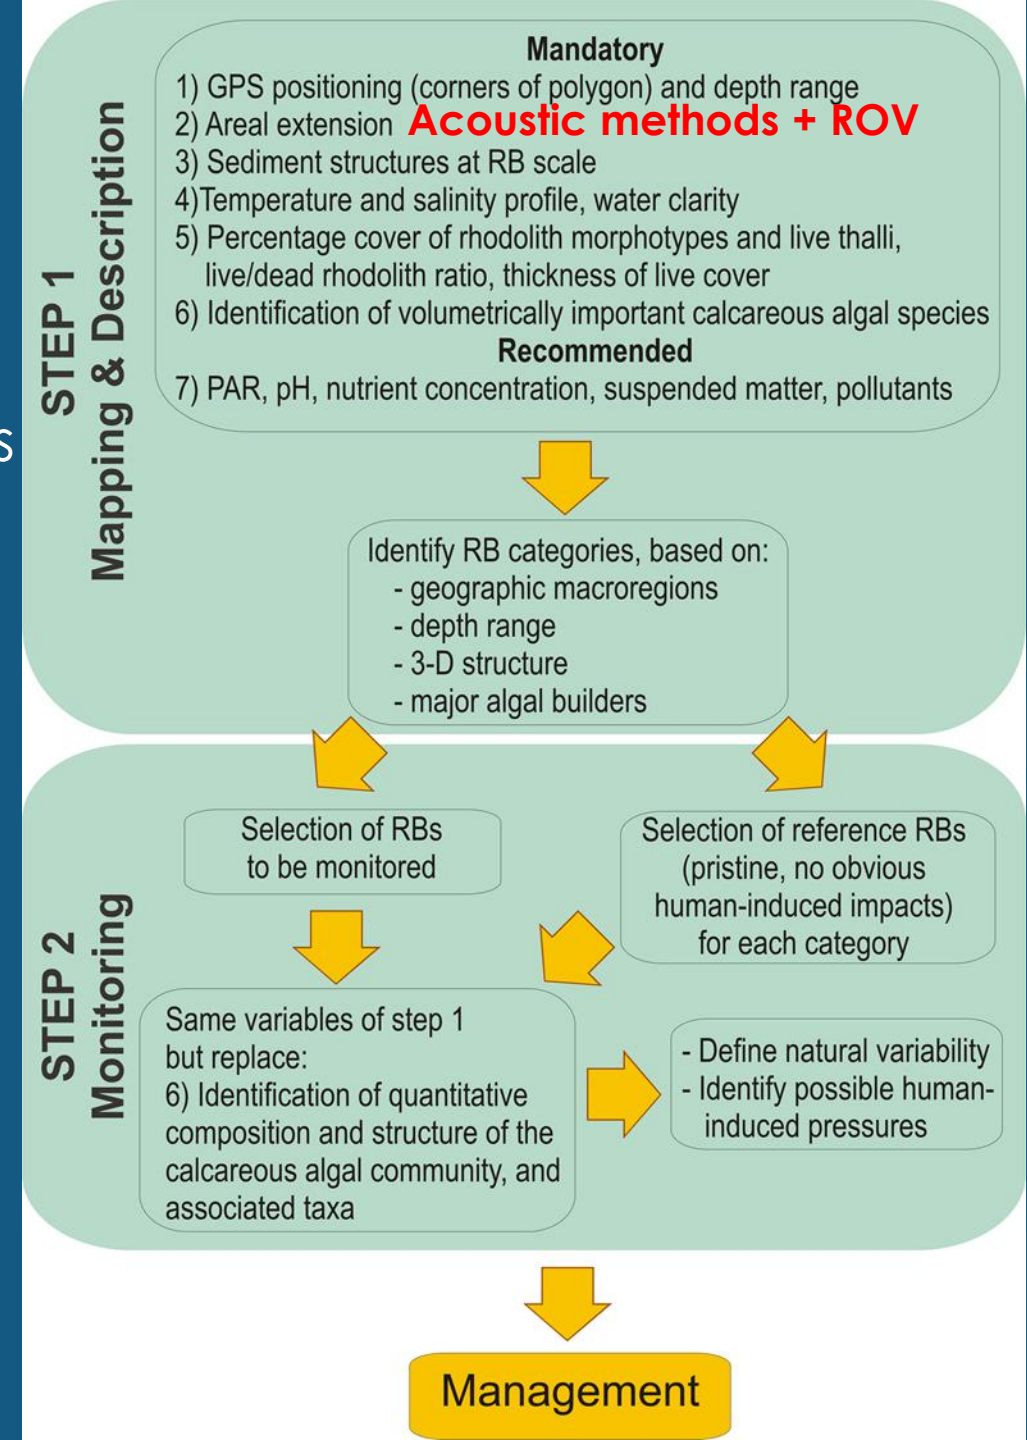 STEP 1
Mapping & Description
Mandatory
1) GPS positioning (corners of polygon) and depth range
2) Areal extension Acoustic methods + ROV
3) Sediment structures at RB scale
4)Temperature and salinity profile, water clarity
5) Percentage cover of rhodolith morphotypes and live thalli,
live/dead rhodolith ratio, thickness of live cover
6) Identification of volumetrically important calcareous algal species
Recommended
7) PAR, pH, nutrient concentration, suspended matter, pollutants
s
Identify RB categories, based on:
- geographic macroregions
- depth range
- 3-D structure
- major algal builders
STEP 2
Monitoring
Selection of RBs
to be monitored
Selection of reference RBs
(pristine, no obvious
human-induced impacts)
for each category
Same variables of step 1
but replace:
6) Identification of quantitative
composition and structure of the
calcareous algal community, and
associated taxa
- Define natural variability
- Identify possible human-
induced pressures
Management